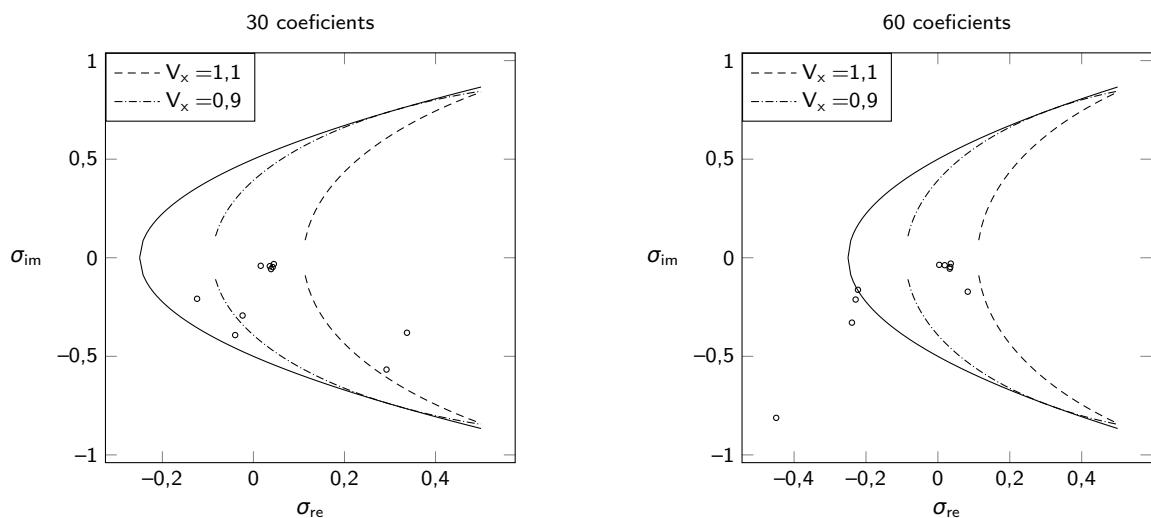 30 coeficients
V_x =1,1
V_x =0,9
1
0,5
0
−0,5
−1
σ_im
−0,2 0 0,2 0,4
σ_re
60 coeficients
V_x =1,1
V_x =0,9
1
0,5
0
−0,5
−1
σ_im
−0,4 −0,2 0 0,2 0,4
σ_re